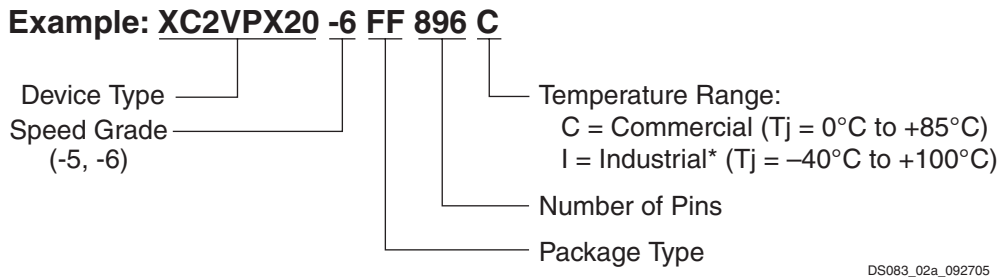 Example: XC2VPX20 -6 FF 896 C
Device Type
Speed Grade
(-5, -6)
Temperature Range:
C = Commercial (Tj = 0°C to +85°C)
I = Industrial* (Tj = –40°C to +100°C)
Number of Pins
Package Type
DS083_02a_092705